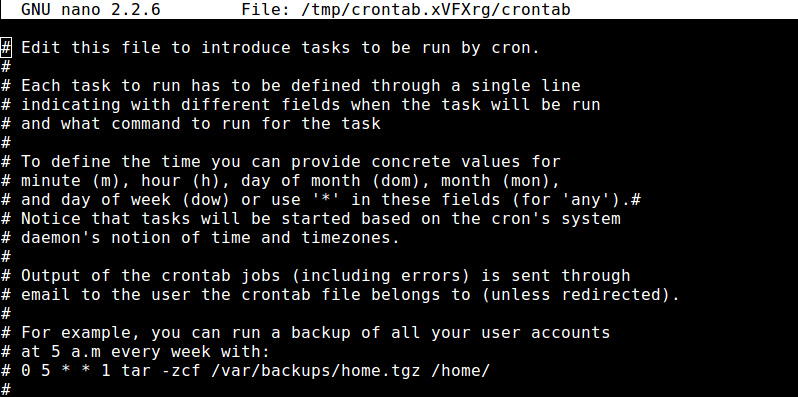 GNU nano 2.2.6 File: /tmp/crontab.xVFXrg/crontab
# Edit this file to introduce tasks to be run by cron.
#
# Each task to run has to be defined through a single line
# indicating with different fields when the task will be run
# and what command to run for the task
#
# To define the time you can provide concrete values for
# minute (m), hour (h), day of month (dom), month (mon),
# and day of week (dow) or use '*' in these fields (for 'any').#
# Notice that tasks will be started based on the cron's system
# daemon's notion of time and timezones.
#
# Output of the crontab jobs (including errors) is sent through
# email to the user the crontab file belongs to (unless redirected).
#
# For example, you can run a backup of all your user accounts
# at 5 a.m every week with:
# 0 5 * * 1 tar -zcf /var/backups/home.tgz /home/
#